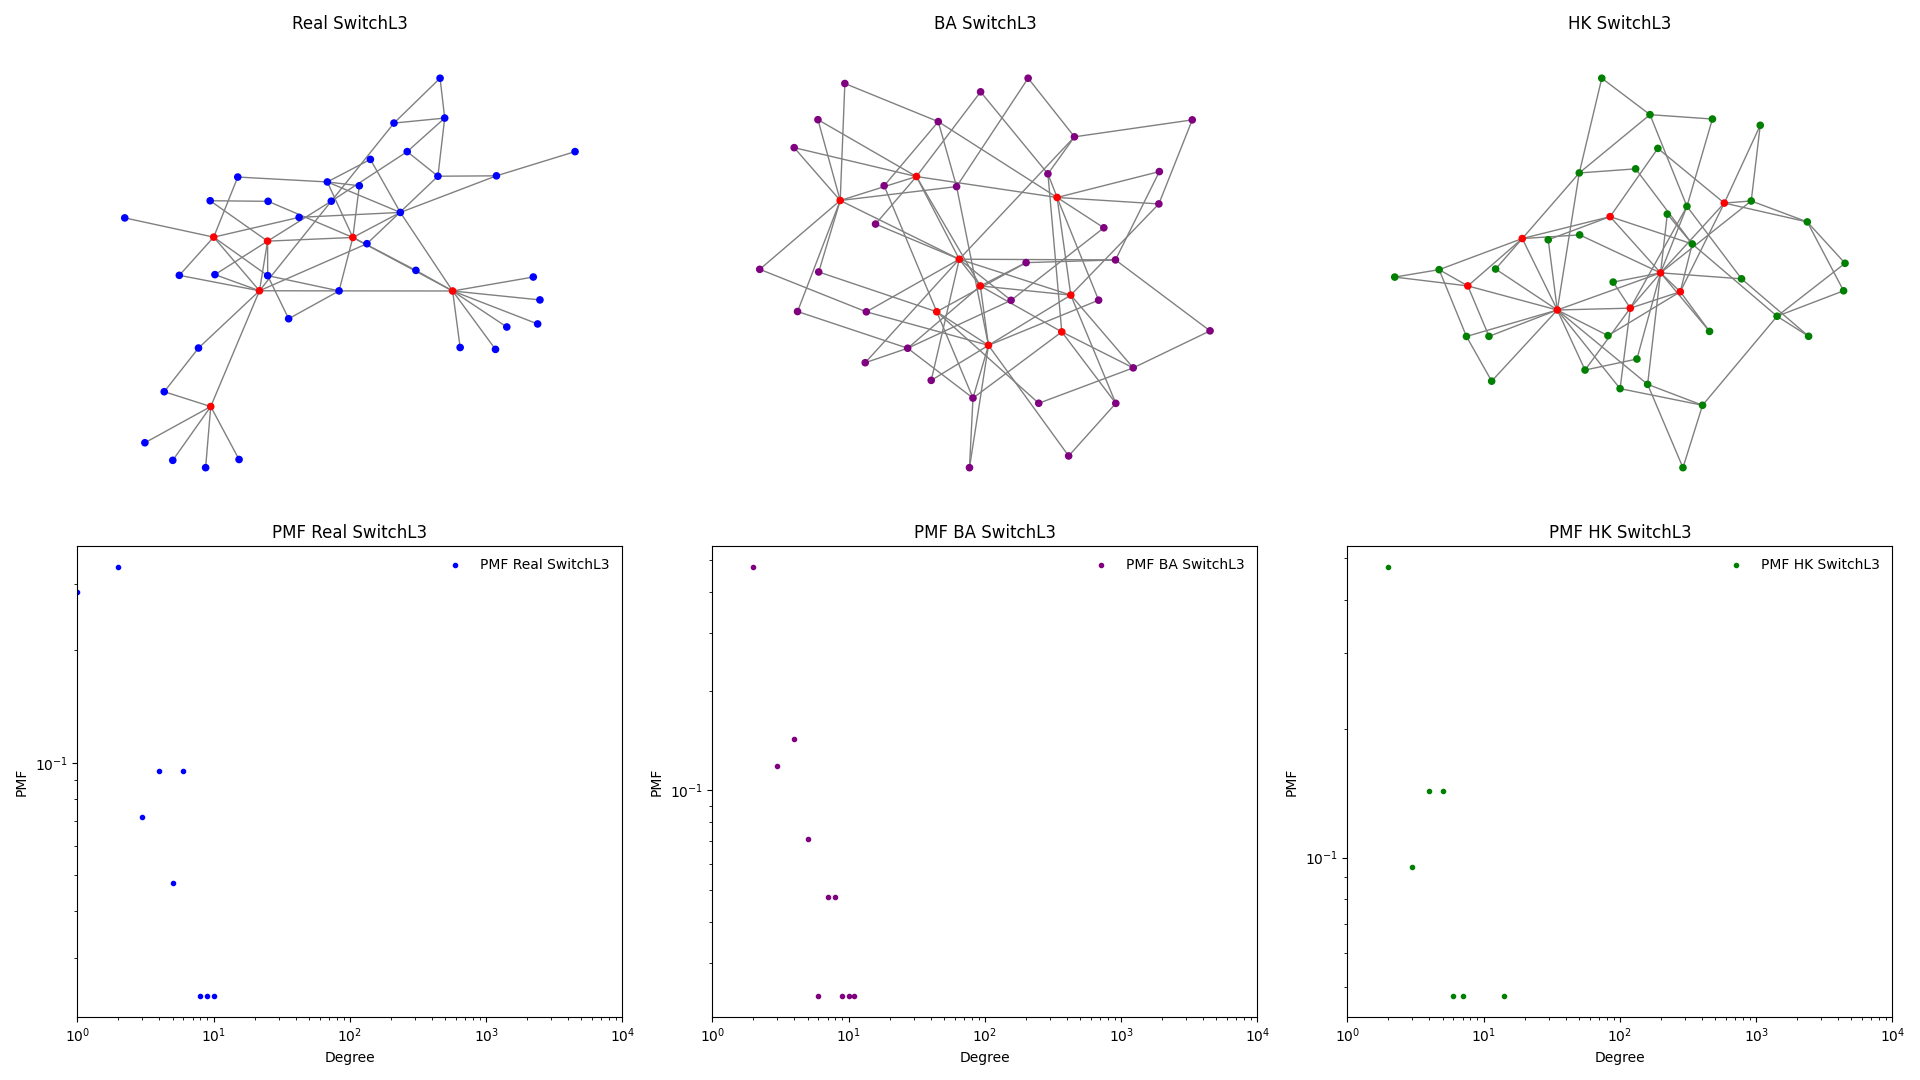 Real SwitchL3
BA SwitchL3
HK SwitchL3
PMF Real SwitchL3
PMF Real SwitchL3
PMF
10⁻¹
10⁰ 10¹ 10² 10³ 10⁴
Degree
PMF BA SwitchL3
PMF BA SwitchL3
PMF
10⁻¹
10⁰ 10¹ 10² 10³ 10⁴
Degree
PMF HK SwitchL3
PMF HK SwitchL3
PMF
10⁻¹
10⁰ 10¹ 10² 10³ 10⁴
Degree